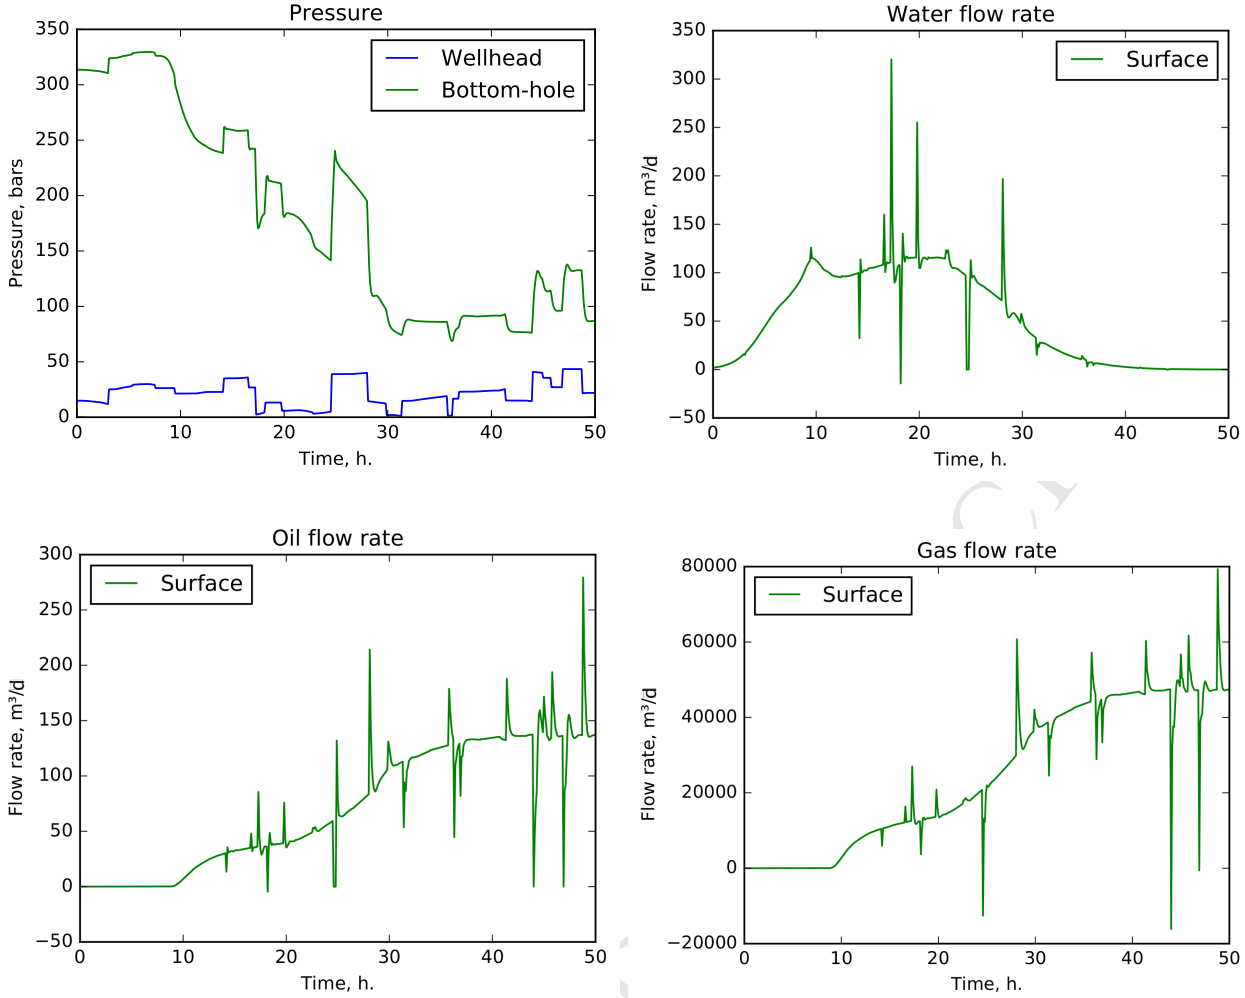 Pressure
350
300
250
200
150
100
50
0
Pressure, bars
Wellhead
Bottom-hole
0 10 20 30 40 50
Time, h.
Water flow rate
350
300
250
200
150
100
50
0
−50
Flow rate, m³/d
Surface
0 10 20 30 40 50
Time, h.
Oil flow rate
300
250
200
150
100
50
0
−50
Flow rate, m³/d
Surface
0 10 20 30 40 50
Time, h.
Gas flow rate
80000
60000
40000
20000
0
−20000
Flow rate, m³/d
Surface
0 10 20 30 40 50
Time, h.